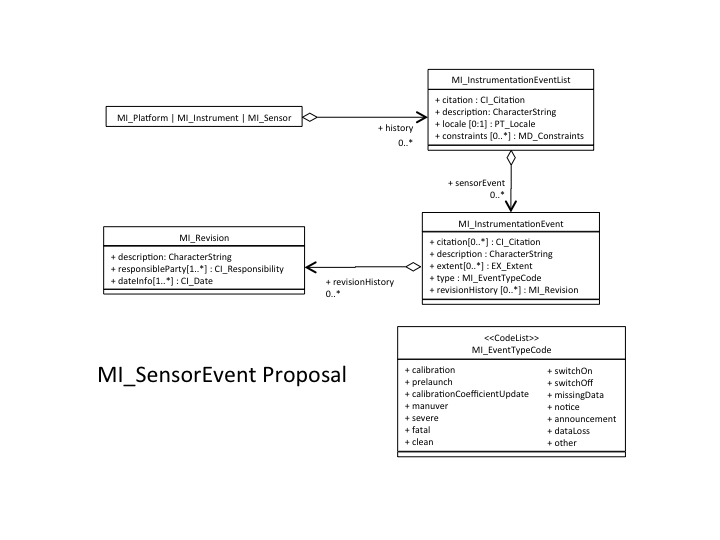 MI_InstrumentationEventList
+ citation : CI_Citation
+ description: CharacterString
+ locale [0:1] : PT_Locale
+ constraints [0..*] : MD_Constraints
MI_Platform | MI_Instrument | MI_Sensor
+ history
0..*
+ sensorEvent
0..*
MI_InstrumentationEvent
+ citation[0..*] : CI_Citation
+ description : CharacterString
+ extent[0..*] : EX_Extent
+ type : MI_EventTypeCode
+ revisionHistory [0..*] : MI_Revision
MI_Revision
+ description: CharacterString
+ responsibleParty[1..*] : CI_Responsibility
+ dateInfo[1..*] : CI_Date
+ revisionHistory
0..*
MI_SensorEvent Proposal
<<CodeList>>
MI_EventTypeCode
+ calibration
+ prelaunch
+ calibrationCoefficientUpdate
+ manuver
+ severe
+ fatal
+ clean
+ switchOn
+ switchOff
+ missingData
+ notice
+ announcement
+ dataLoss
+ other